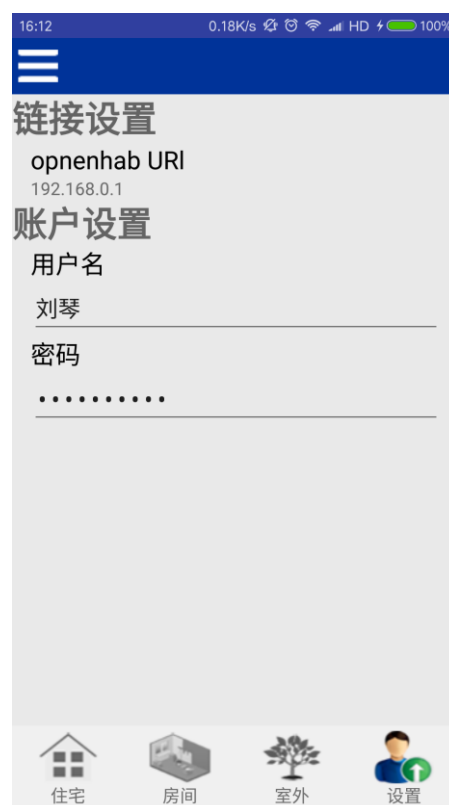 16:12 0.18K/s HD 100%
链接设置
opnenhab URl
192.168.0.1
账户设置
用户名
刘琴
密码
••••••••••
住宅 房间 室外 设置